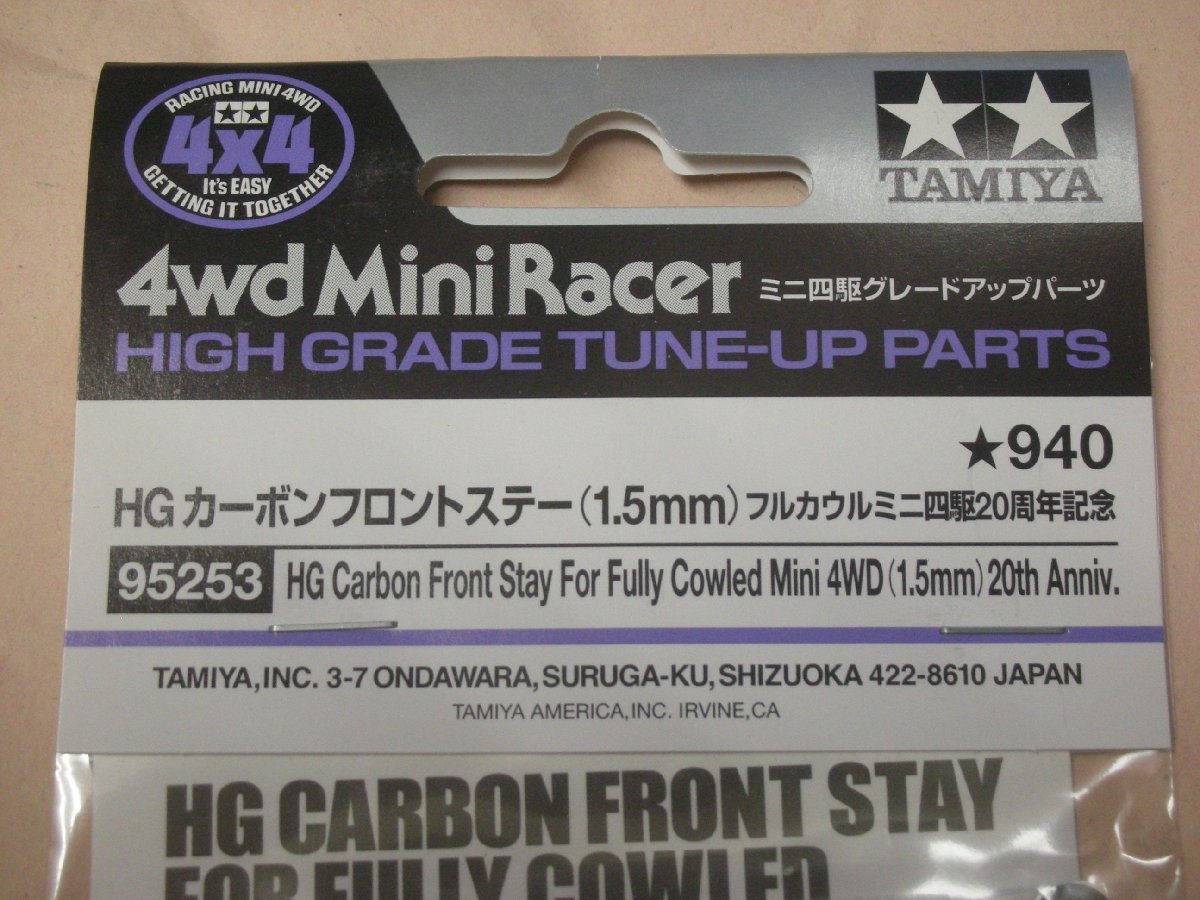 RACING MINI 4WD
4x4
It's EASY
GETTING IT TOGETHER
TAMIYA
4wd Mini Racer ミニ四駆グレードアップパーツ
HIGH GRADE TUNE-UP PARTS
★940
HG カーボンフロントステー(1.5mm) フルカウルミニ四駆20周年記念
95253 HG Carbon Front Stay For Fully Cowled Mini 4WD (1.5mm) 20th Anniv.
TAMIYA, INC. 3-7 ONDAWARA, SURUGA-KU, SHIZUOKA 422-8610 JAPAN
TAMIYA AMERICA, INC. IRVINE, CA
HG CARBON FRONT STAY
FOR FULLY COWLED